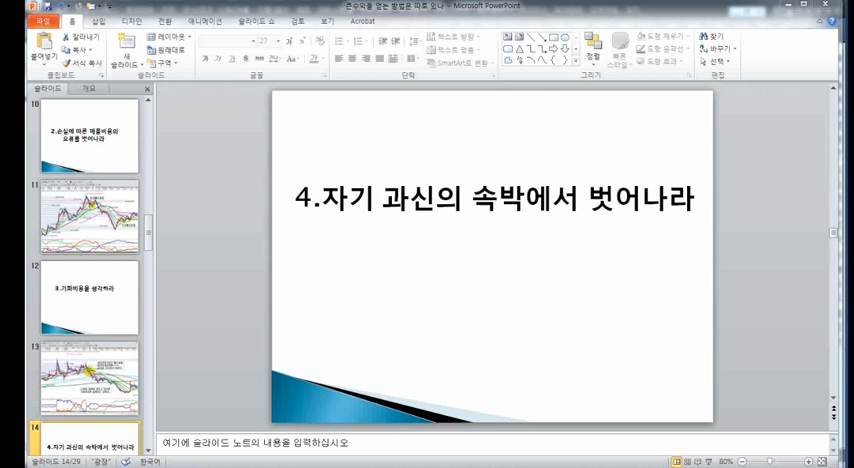 큰수익을 얻는 방법은 따로 있나 - Microsoft PowerPoint
파일 홈 삽입 디자인 전환 애니메이션 슬라이드 쇼 검토 보기 Acrobat
붙여넣기
잘라내기
복사
서식 복사
클립보드
새 슬라이드
레이아웃
원래대로
구역
슬라이드
27
가 가 가 가
글꼴
텍스트 방향
텍스트 맞춤
SmartArt로 변환
단락
정렬
빠른 스타일
도형 채우기
도형 윤곽선
도형 효과
그리기
찾기
바꾸기
선택
편집
슬라이드 개요
10
2.손실에 따른 매몰비용의
오류를 벗어나라
11
12
3.기회비용을 생각하라
13
14
4.자기 과신의 속박에서 벗어나라
4.자기 과신의 속박에서 벗어나라
여기에 슬라이드 노트의 내용을 입력하십시오
슬라이드 14/29 "광장" 한국어 80%